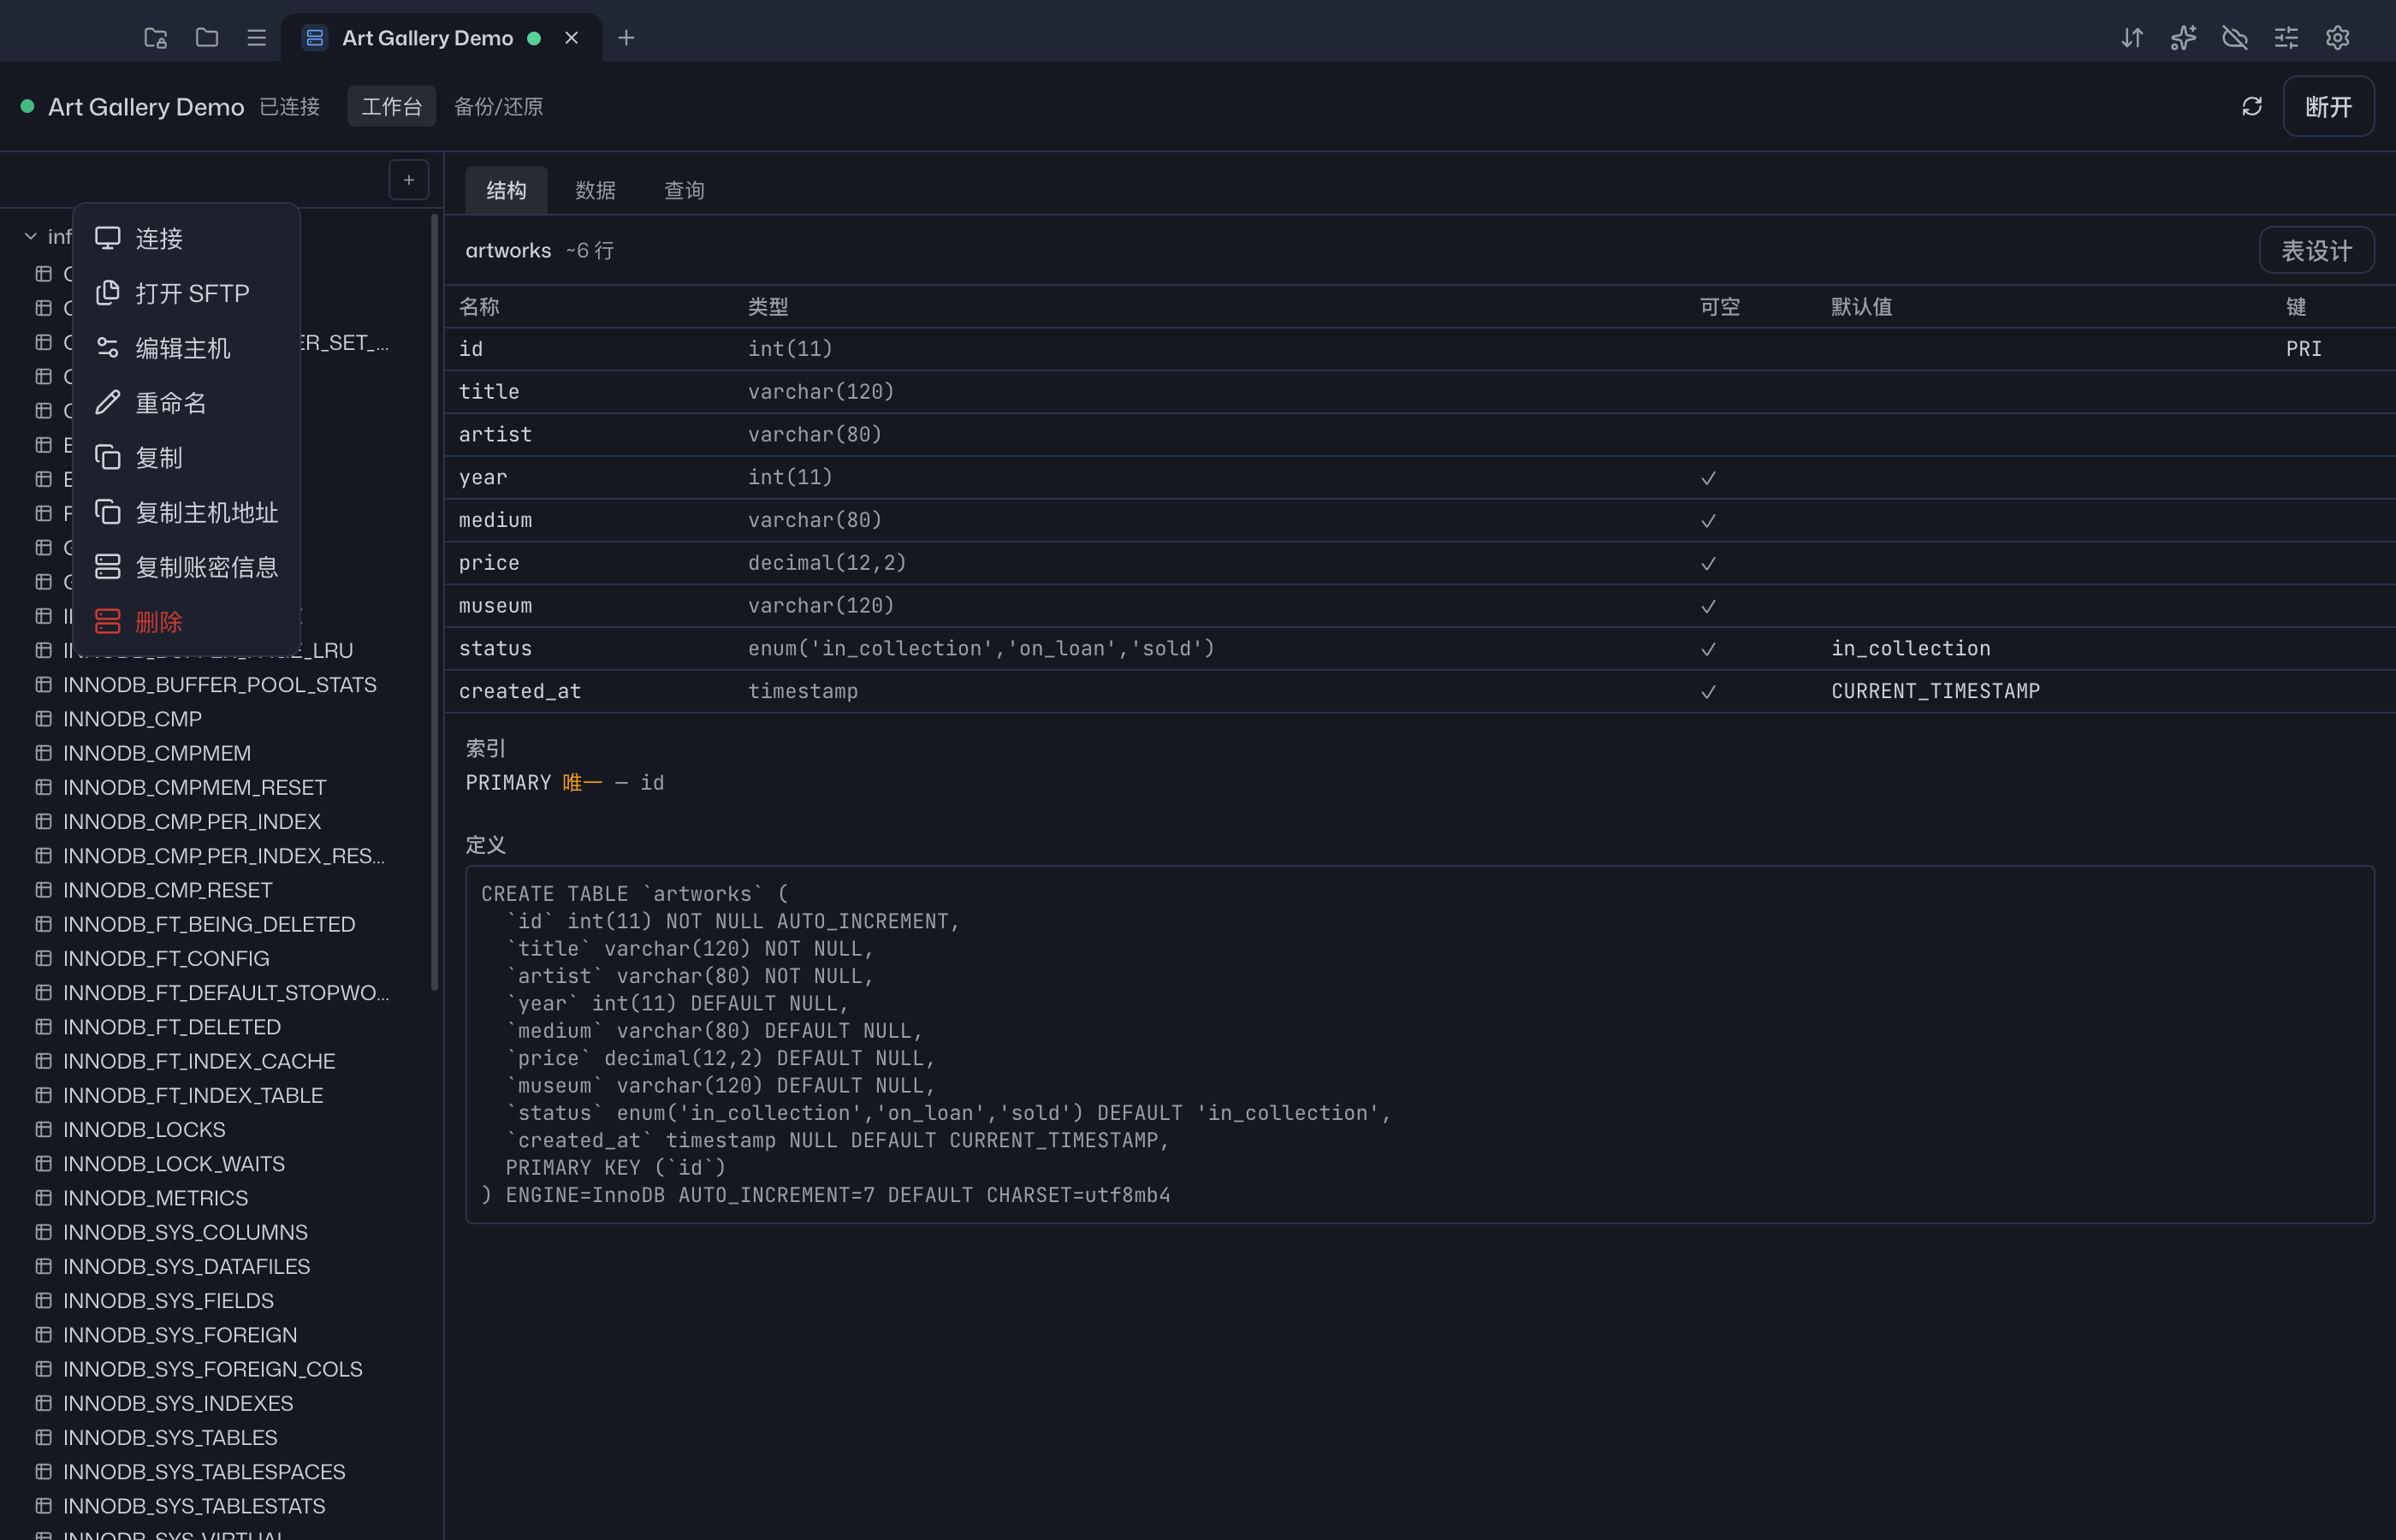 Art Gallery Demo
Art Gallery Demo 已连接 工作台 备份/还原 断开
连接
打开 SFTP
编辑主机
重命名
复制
复制主机地址
复制账密信息
删除
ER_SET_...
INNODB_BUFFER_POOL_STATS
INNODB_CMP
INNODB_CMPMEM
INNODB_CMPMEM_RESET
INNODB_CMP_PER_INDEX
INNODB_CMP_PER_INDEX_RES...
INNODB_CMP_RESET
INNODB_FT_BEING_DELETED
INNODB_FT_CONFIG
INNODB_FT_DEFAULT_STOPWO...
INNODB_FT_DELETED
INNODB_FT_INDEX_CACHE
INNODB_FT_INDEX_TABLE
INNODB_LOCKS
INNODB_LOCK_WAITS
INNODB_METRICS
INNODB_SYS_COLUMNS
INNODB_SYS_DATAFILES
INNODB_SYS_FIELDS
INNODB_SYS_FOREIGN
INNODB_SYS_FOREIGN_COLS
INNODB_SYS_INDEXES
INNODB_SYS_TABLES
INNODB_SYS_TABLESPACES
INNODB_SYS_TABLESTATS
INNODB_SYS_VIRTUAL
结构 数据 查询
artworks ~6 行 表设计
名称 类型 可空 默认值 键
id int(11) PRI
title varchar(120)
artist varchar(80)
year int(11) ✓
medium varchar(80) ✓
price decimal(12,2) ✓
museum varchar(120) ✓
status enum('in_collection','on_loan','sold') ✓ in_collection
created_at timestamp ✓ CURRENT_TIMESTAMP
索引
PRIMARY 唯一 — id
定义
CREATE TABLE `artworks` (
`id` int(11) NOT NULL AUTO_INCREMENT,
`title` varchar(120) NOT NULL,
`artist` varchar(80) NOT NULL,
`year` int(11) DEFAULT NULL,
`medium` varchar(80) DEFAULT NULL,
`price` decimal(12,2) DEFAULT NULL,
`museum` varchar(120) DEFAULT NULL,
`status` enum('in_collection','on_loan','sold') DEFAULT 'in_collection',
`created_at` timestamp NULL DEFAULT CURRENT_TIMESTAMP,
PRIMARY KEY (`id`)
) ENGINE=InnoDB AUTO_INCREMENT=7 DEFAULT CHARSET=utf8mb4